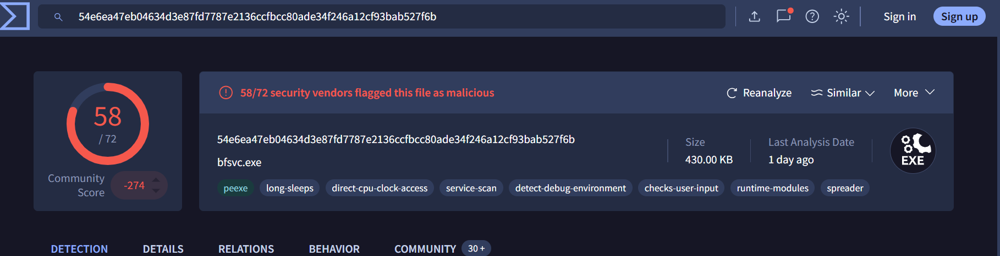 54e6ea47eb04634d3e87fd7787e2136ccfbcc80ade34f246a12cf93bab527f6b
Sign in
Sign up
58
/ 72
Community Score
-274
58/72 security vendors flagged this file as malicious
Reanalyze
Similar
More
54e6ea47eb04634d3e87fd7787e2136ccfbcc80ade34f246a12cf93bab527f6b
bfsvc.exe
Size
430.00 KB
Last Analysis Date
1 day ago
EXE
peexe
long-sleeps
direct-cpu-clock-access
service-scan
detect-debug-environment
checks-user-input
runtime-modules
spreader
DETECTION
DETAILS
RELATIONS
BEHAVIOR
COMMUNITY
30 +